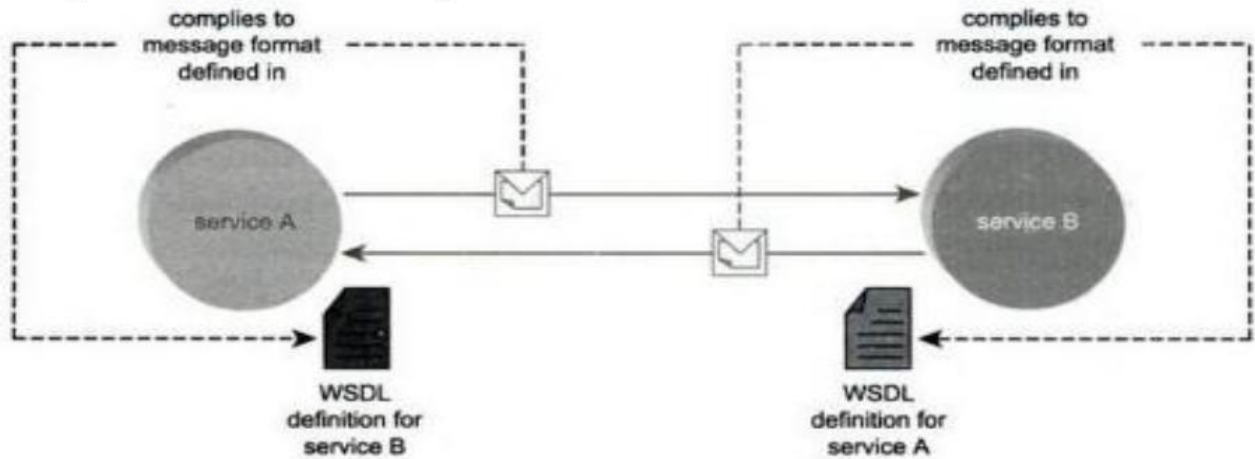 complies to
message format
defined in
complies to
message format
defined in
service A
service B
WSDL
definition for
service B
WSDL
definition for
service A